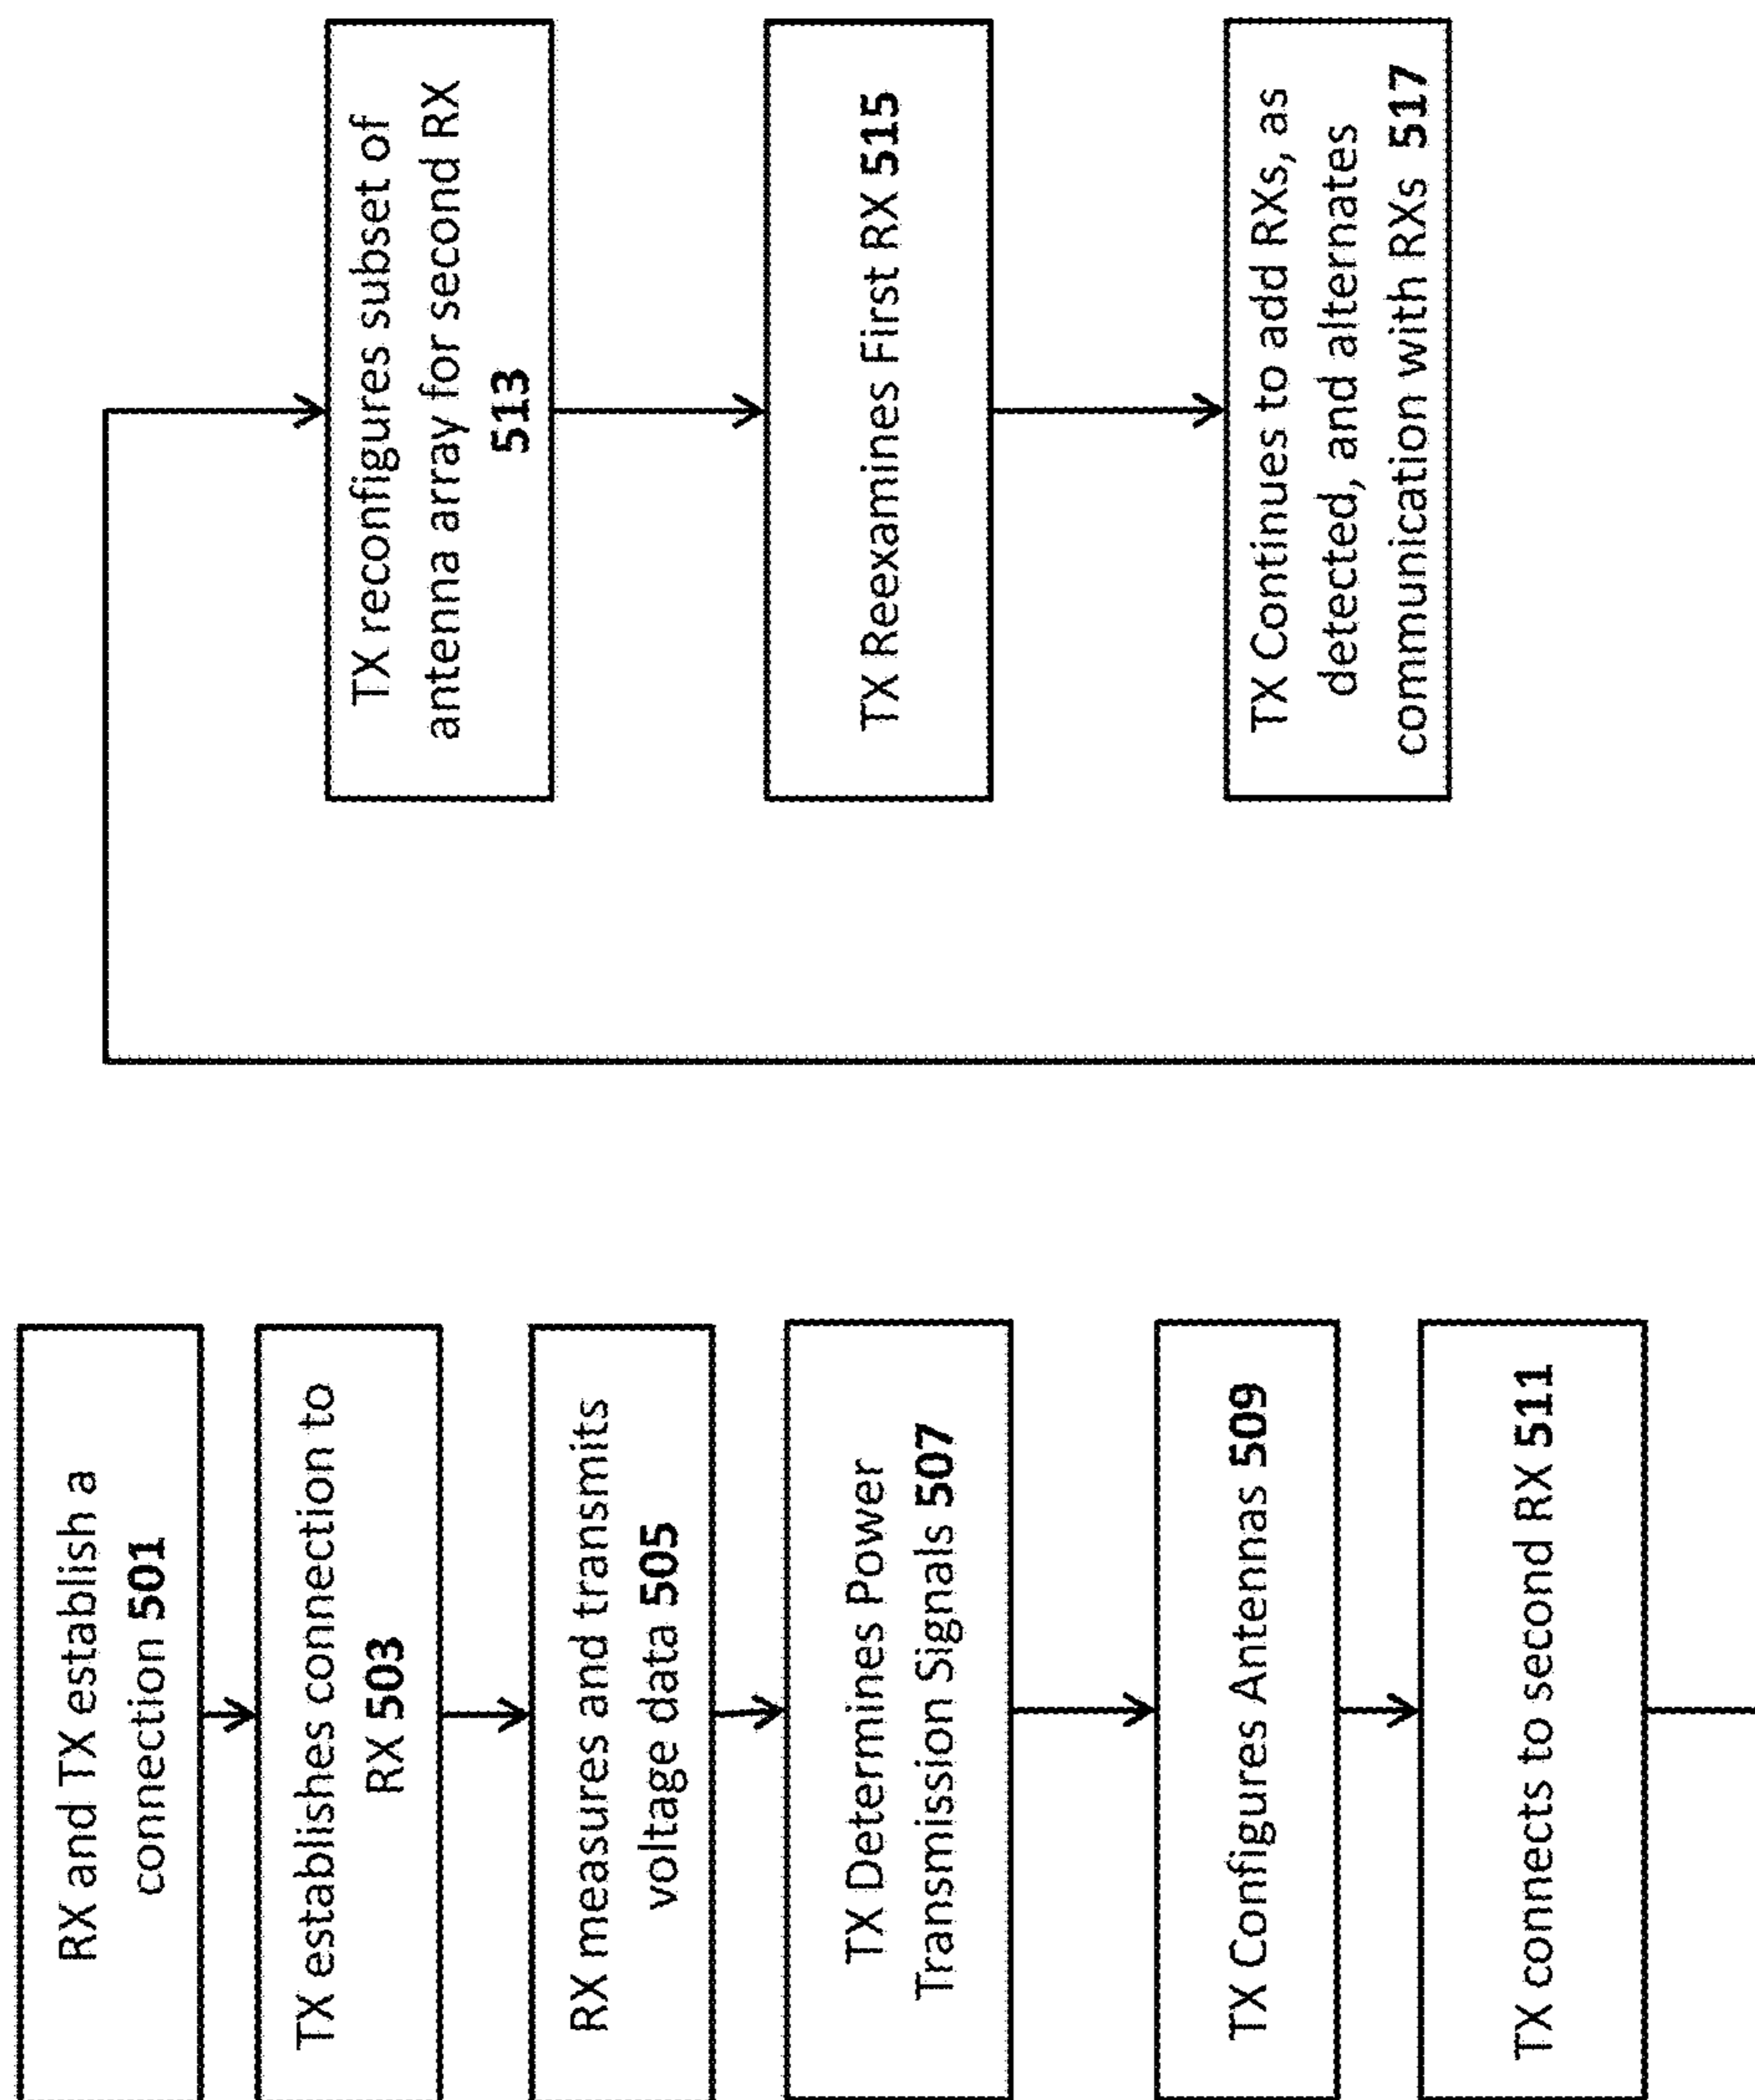 RX and TX establish a
connection 501
TX establishes connection to
RX 503
RX measures and transmits
voltage data 505
TX Determines Power
Transmission Signals 507
TX Configures Antennas 509
TX connects to second RX 511
TX reconfigures subset of
antenna array for second RX
513
TX Reexamines First RX 515
TX Continues to add RXs, as
detected, and alternates
communication with RXs 517